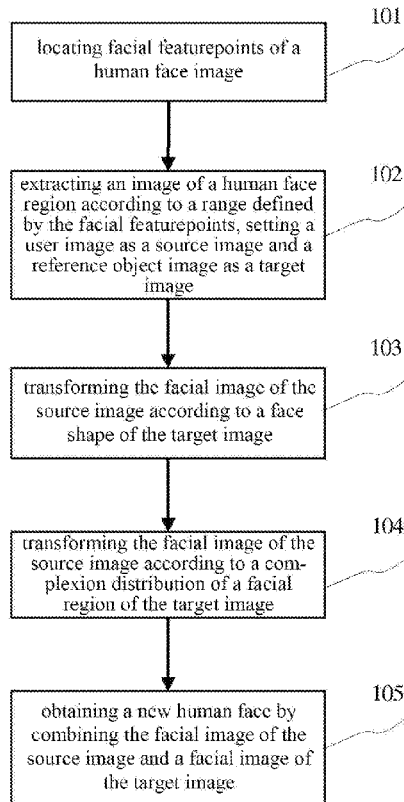 101
locating facial featurepoints of a
human face image
102
extracting an image of a human face
region according to a range defined
by the facial featurepoints, setting a
user image as a source image and a
reference object image as a target
image
103
transforming the facial image of the
source image according to a face
shape of the target image
104
transforming the facial image of the
source image according to a com-
plexion distribution of a facial
region of the target image
105
obtaining a new human face by
combining the facial image of the
source image and a facial image of
the target image